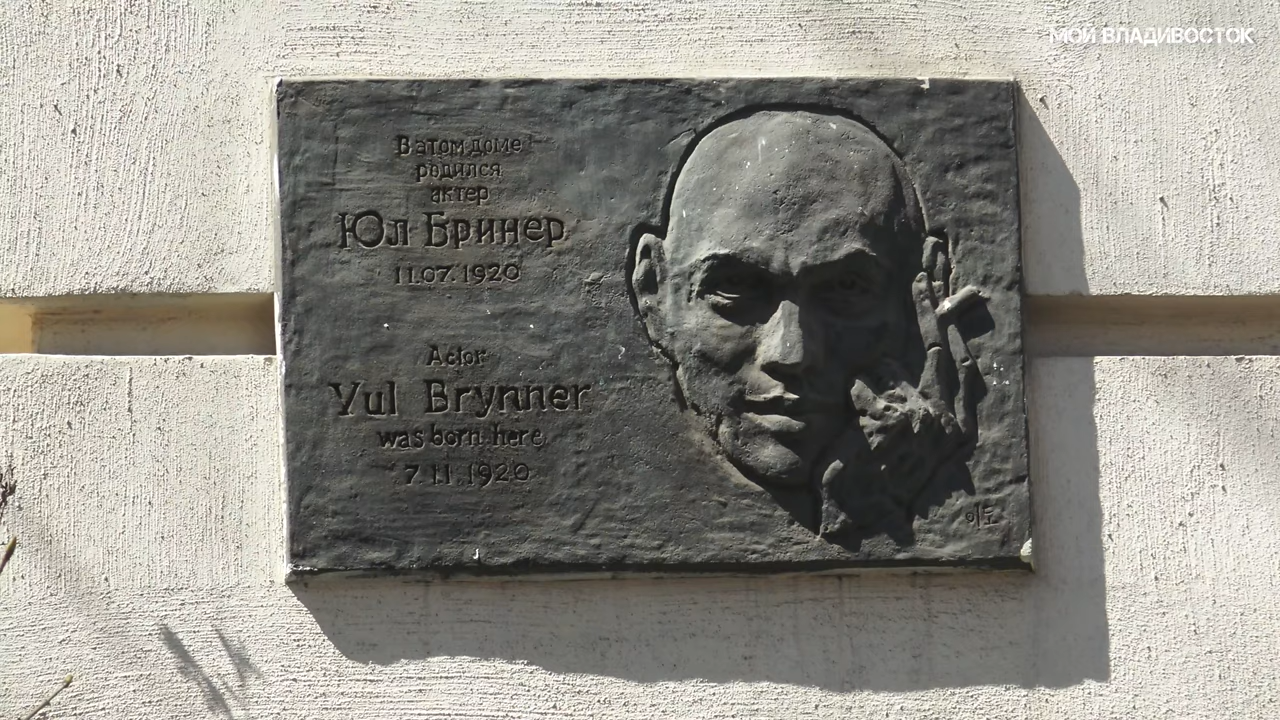 МОЙ ВЛАДИВОСТОК
В этом доме
родился
актер
Юл Бринер
11.07.1920
Actor
Yul Brynner
was born here
7.11.1920